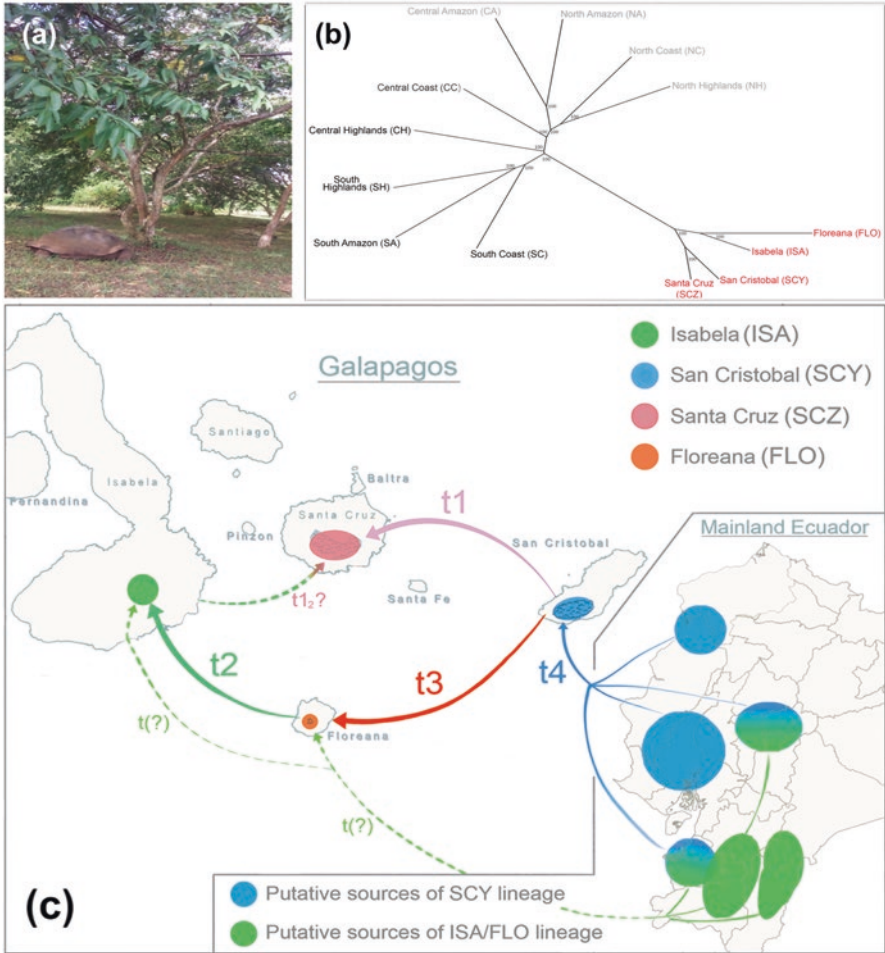 (a)
(b)
Central Amazon (CA)
North Amazon (NA)
North Coast (NC)
Central Coast (CC)
North Highlands (NH)
Central Highlands (CH)
South
Highlands (SH)
South Amazon (SA)
South Coast (SC)
Floreana (FLO)
Isabela (ISA)
Santa Cruz
(SCZ)
San Cristobal (SCY)
Galapagos
Isabela (ISA)
San Cristobal (SCY)
Santa Cruz (SCZ)
Floreana (FLO)
Santiago
Isabela
Fernandina
Baltra
Santa Cruz
Pinzon
t1
San Cristobal
Mainland Ecuador
Santa Fe
t1₂?
t2
t3
t4
Floreana
t(?)
t(?)
(c)
Putative sources of SCY lineage
Putative sources of ISA/FLO lineage